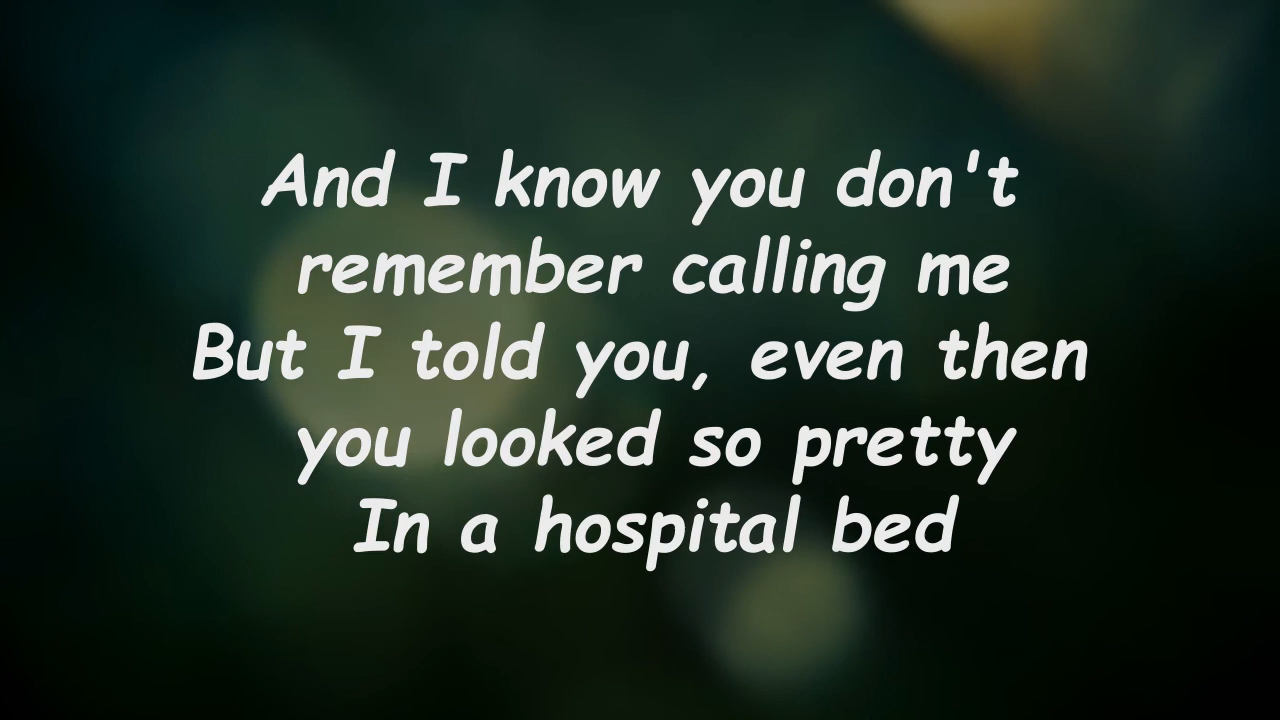 And I know you don't
remember calling me
But I told you, even then
you looked so pretty
In a hospital bed